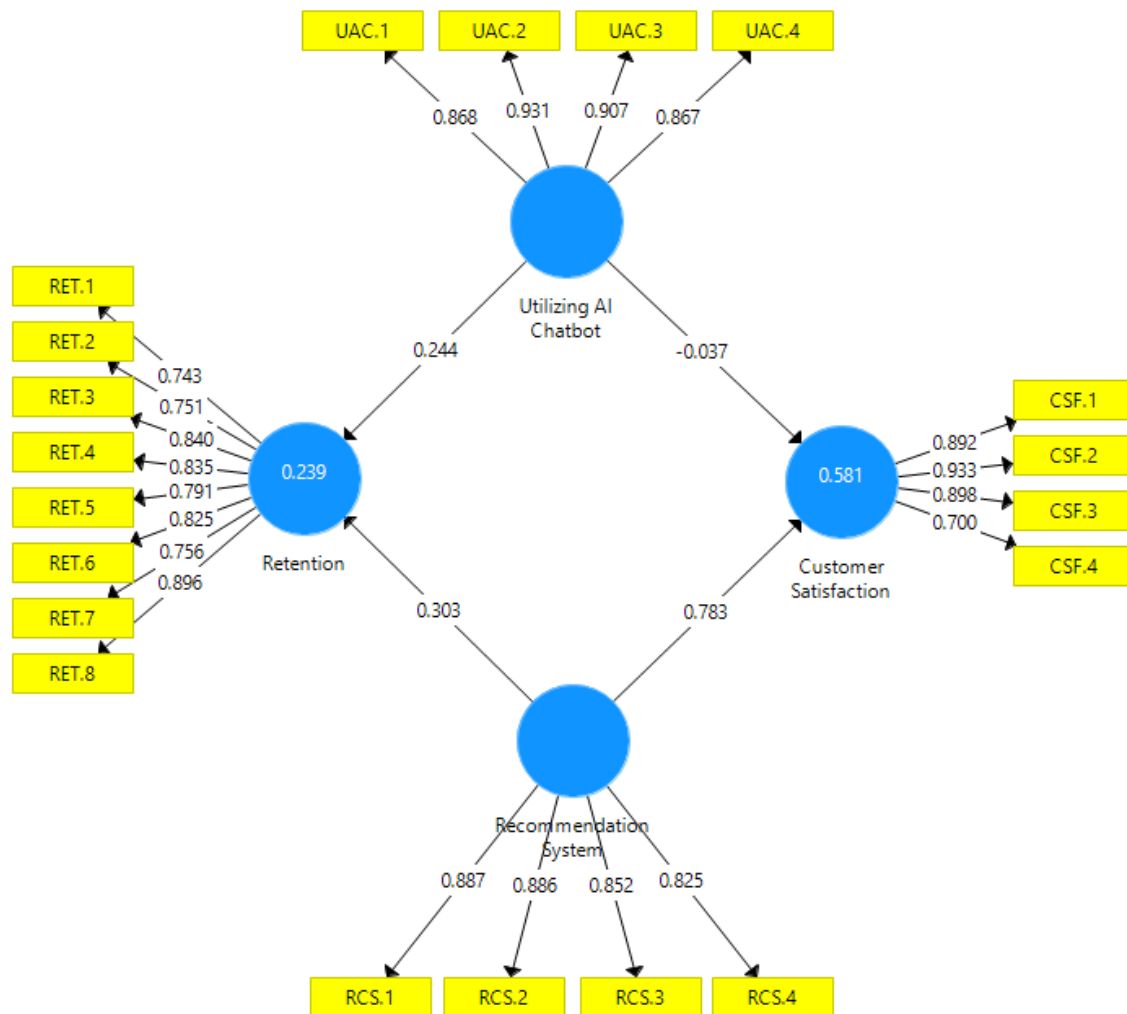 UAC.1 UAC.2 UAC.3 UAC.4
0.868 0.931 0.907 0.867
Utilizing AI
Chatbot
0.244 -0.037
RET.1
RET.2
RET.3
RET.4
RET.5
RET.6
RET.7
RET.8
0.743
0.751
0.840
0.835
0.791
0.825
0.756
0.896
0.239
Retention
0.581
Customer
Satisfaction
0.892
0.933
0.898
0.700
CSF.1
CSF.2
CSF.3
CSF.4
0.303 0.783
Recommendation
System
0.887 0.886 0.852 0.825
RCS.1 RCS.2 RCS.3 RCS.4